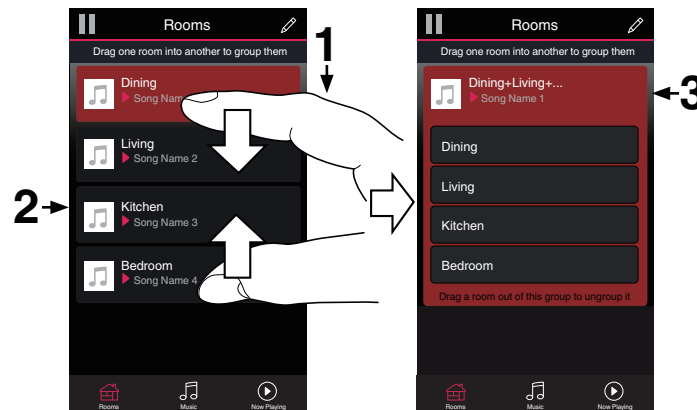 Rooms
Drag one room into another to group them
1
Dining
Song Nam
Living
Song Name 2
2
Kitchen
Song Name 3
Bedroom
Song Name 4
Rooms
Music
Now Playing
Rooms
Drag one room into another to group them
Dining+Living+...
Song Name 1
3
Dining
Living
Kitchen
Bedroom
Drag a room out of this group to ungroup it
Rooms
Music
Now Playing